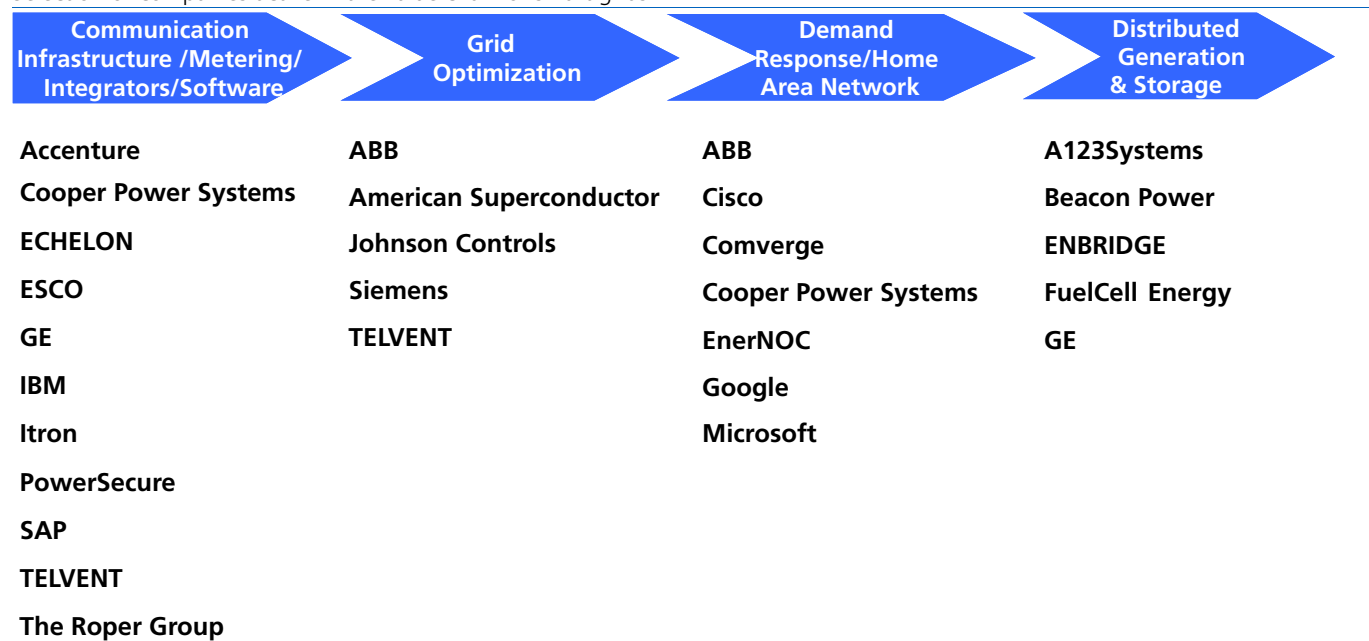 Communication
Infrastructure /Metering/
Integrators/Software
Grid
Optimization
Demand
Response/Home
Area Network
Distributed
Generation
& Storage
Accenture
Cooper Power Systems
ECHELON
ESCO
GE
IBM
Itron
PowerSecure
SAP
TELVENT
The Roper Group
ABB
American Superconductor
Johnson Controls
Siemens
TELVENT
ABB
Cisco
Comverge
Cooper Power Systems
EnerNOC
Google
Microsoft
A123Systems
Beacon Power
ENBRIDGE
FuelCell Energy
GE